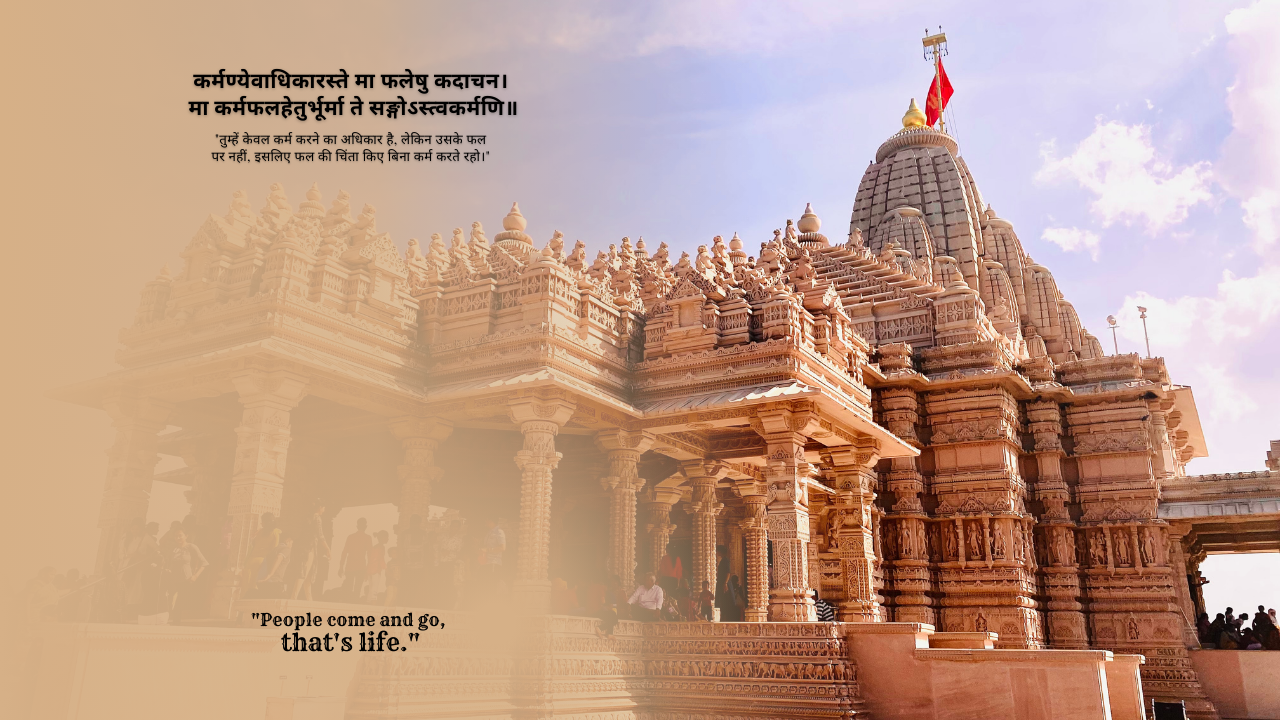 कर्मण्येवाधिकारस्ते मा फलेषु कदाचन।
मा कर्मफलहेतुर्भूर्मा ते सङ्गोऽस्त्वकर्मणि॥
"तुम्हें केवल कर्म करने का अधिकार है, लेकिन उसके फल
पर नहीं, इसलिए फल की चिंता किए बिना कर्म करते रहो।"
"People come and go,
that's life."